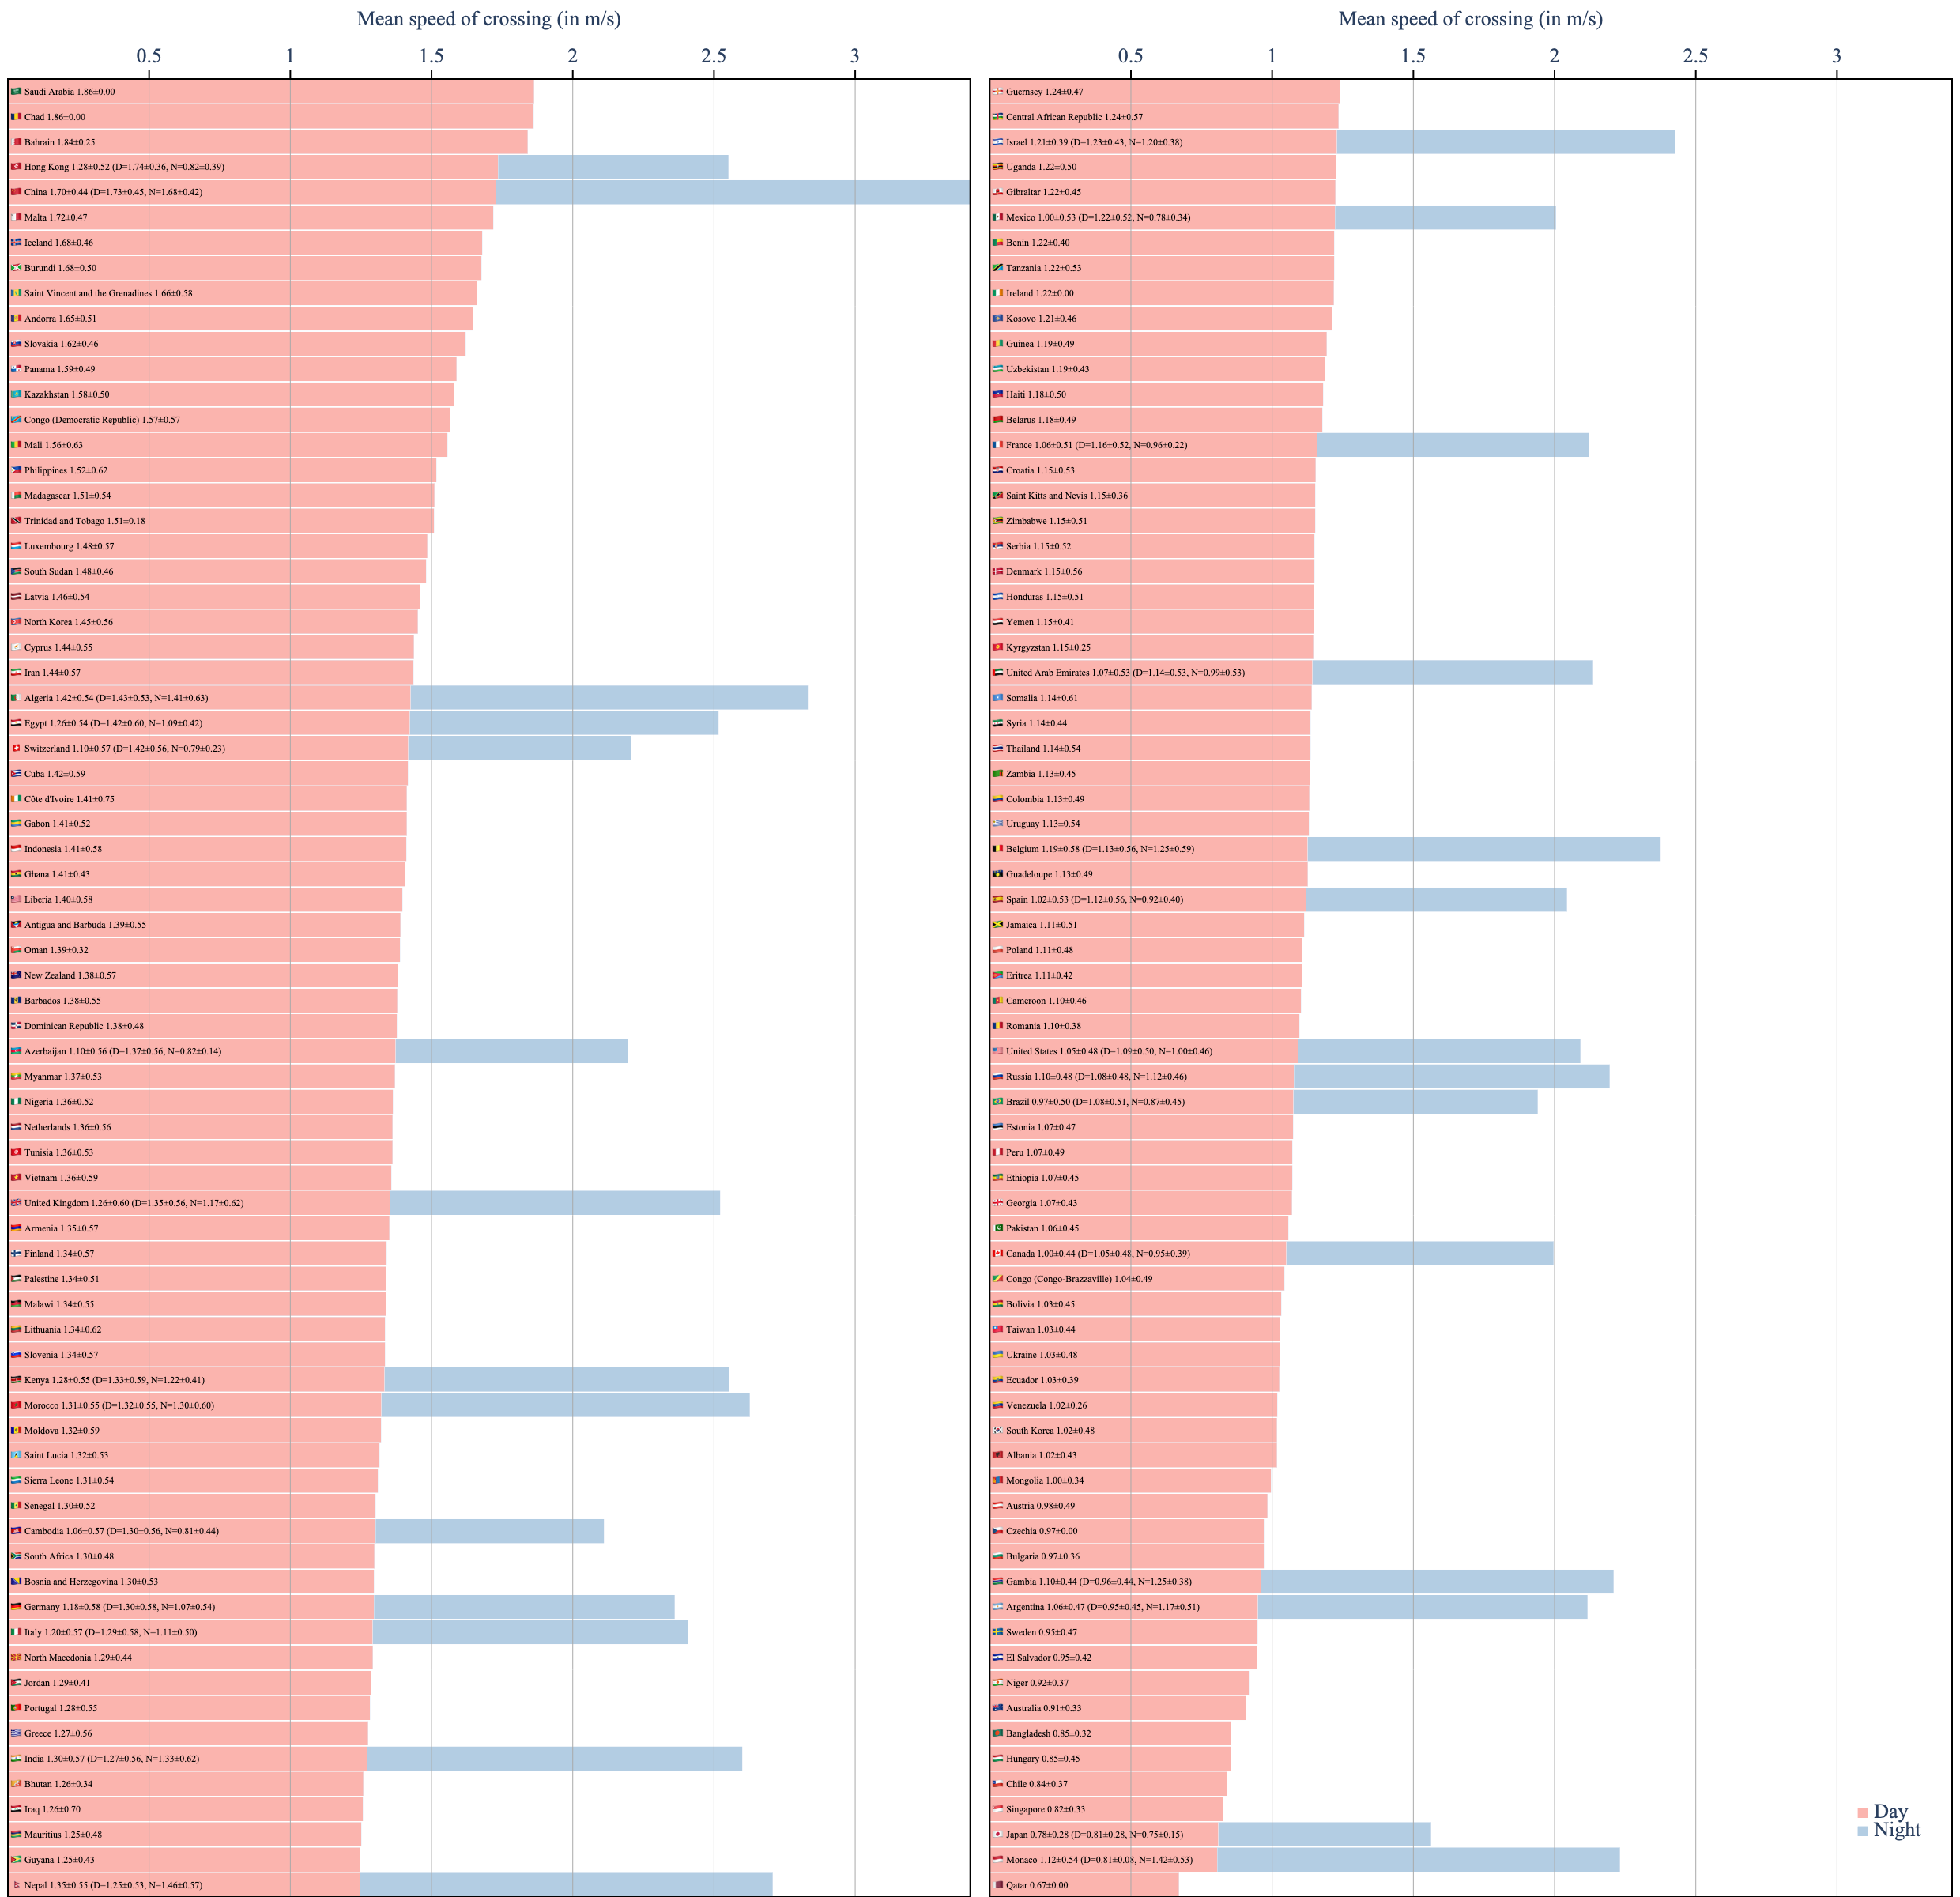 Mean speed of crossing (in m/s)
0.5 1 1.5 2 2.5 3
Saudi Arabia 1.86±0.00
Chad 1.86±0.00
Bahrain 1.84±0.25
Hong Kong 1.28±0.52 (D=1.74±0.36, N=0.82±0.39)
China 1.70±0.44 (D=1.73±0.45, N=1.68±0.42)
Malta 1.72±0.47
Iceland 1.68±0.46
Burundi 1.68±0.50
Saint Vincent and the Grenadines 1.66±0.58
Andorra 1.65±0.51
Slovakia 1.62±0.46
Panama 1.59±0.49
Kazakhstan 1.58±0.50
Congo (Democratic Republic) 1.57±0.57
Mali 1.56±0.63
Philippines 1.52±0.62
Madagascar 1.51±0.54
Trinidad and Tobago 1.51±0.18
Luxembourg 1.48±0.57
South Sudan 1.48±0.46
Latvia 1.46±0.54
North Korea 1.45±0.56
Cyprus 1.44±0.55
Iran 1.44±0.57
Algeria 1.42±0.54 (D=1.43±0.53, N=1.41±0.63)
Egypt 1.26±0.54 (D=1.42±0.60, N=1.09±0.42)
Switzerland 1.10±0.57 (D=1.42±0.56, N=0.79±0.23)
Cuba 1.42±0.59
Côte d'Ivoire 1.41±0.75
Gabon 1.41±0.52
Indonesia 1.41±0.58
Ghana 1.41±0.43
Liberia 1.40±0.58
Antigua and Barbuda 1.39±0.55
Oman 1.39±0.32
New Zealand 1.38±0.57
Barbados 1.38±0.55
Dominican Republic 1.38±0.48
Azerbaijan 1.10±0.56 (D=1.37±0.56, N=0.82±0.14)
Myanmar 1.37±0.53
Nigeria 1.36±0.52
Netherlands 1.36±0.56
Tunisia 1.36±0.53
Vietnam 1.36±0.59
United Kingdom 1.26±0.60 (D=1.35±0.56, N=1.17±0.62)
Armenia 1.35±0.57
Finland 1.34±0.57
Palestine 1.34±0.51
Malawi 1.34±0.55
Lithuania 1.34±0.62
Slovenia 1.34±0.57
Kenya 1.28±0.55 (D=1.33±0.59, N=1.22±0.41)
Morocco 1.31±0.55 (D=1.32±0.55, N=1.30±0.60)
Moldova 1.32±0.59
Saint Lucia 1.32±0.53
Sierra Leone 1.31±0.54
Senegal 1.30±0.52
Cambodia 1.06±0.57 (D=1.30±0.56, N=0.81±0.44)
South Africa 1.30±0.48
Bosnia and Herzegovina 1.30±0.53
Germany 1.18±0.58 (D=1.30±0.58, N=1.07±0.54)
Italy 1.20±0.57 (D=1.29±0.58, N=1.11±0.50)
North Macedonia 1.29±0.44
Jordan 1.29±0.41
Portugal 1.28±0.55
Greece 1.27±0.56
India 1.30±0.57 (D=1.27±0.56, N=1.33±0.62)
Bhutan 1.26±0.34
Iraq 1.26±0.70
Mauritius 1.25±0.48
Guyana 1.25±0.43
Nepal 1.35±0.55 (D=1.25±0.53, N=1.46±0.57)
Mean speed of crossing (in m/s)
0.5 1 1.5 2 2.5 3
Guernsey 1.24±0.47
Central African Republic 1.24±0.57
Israel 1.21±0.39 (D=1.23±0.43, N=1.20±0.38)
Uganda 1.22±0.50
Gibraltar 1.22±0.45
Mexico 1.00±0.53 (D=1.22±0.52, N=0.78±0.34)
Benin 1.22±0.40
Tanzania 1.22±0.53
Ireland 1.22±0.00
Kosovo 1.21±0.46
Guinea 1.19±0.49
Uzbekistan 1.19±0.43
Haiti 1.18±0.50
Belarus 1.18±0.49
France 1.06±0.51 (D=1.16±0.52, N=0.96±0.22)
Croatia 1.15±0.53
Saint Kitts and Nevis 1.15±0.36
Zimbabwe 1.15±0.51
Serbia 1.15±0.52
Denmark 1.15±0.56
Honduras 1.15±0.51
Yemen 1.15±0.41
Kyrgyzstan 1.15±0.25
United Arab Emirates 1.07±0.53 (D=1.14±0.53, N=0.99±0.53)
Somalia 1.14±0.61
Syria 1.14±0.44
Thailand 1.14±0.54
Zambia 1.13±0.45
Colombia 1.13±0.49
Uruguay 1.13±0.54
Belgium 1.19±0.58 (D=1.13±0.56, N=1.25±0.59)
Guadeloupe 1.13±0.49
Spain 1.02±0.53 (D=1.12±0.56, N=0.92±0.40)
Jamaica 1.11±0.51
Poland 1.11±0.48
Eritrea 1.11±0.42
Cameroon 1.10±0.46
Romania 1.10±0.38
United States 1.05±0.48 (D=1.09±0.50, N=1.00±0.46)
Russia 1.10±0.48 (D=1.08±0.48, N=1.12±0.46)
Brazil 0.97±0.50 (D=1.08±0.51, N=0.87±0.45)
Estonia 1.07±0.47
Peru 1.07±0.49
Ethiopia 1.07±0.45
Georgia 1.07±0.43
Pakistan 1.06±0.45
Canada 1.00±0.44 (D=1.05±0.48, N=0.95±0.39)
Congo (Congo-Brazzaville) 1.04±0.49
Bolivia 1.03±0.45
Taiwan 1.03±0.44
Ukraine 1.03±0.48
Ecuador 1.03±0.39
Venezuela 1.02±0.26
South Korea 1.02±0.48
Albania 1.02±0.43
Mongolia 1.00±0.34
Austria 0.98±0.49
Czechia 0.97±0.00
Bulgaria 0.97±0.36
Gambia 1.10±0.44 (D=0.96±0.44, N=1.25±0.38)
Argentina 1.06±0.47 (D=0.95±0.45, N=1.17±0.51)
Sweden 0.95±0.47
El Salvador 0.95±0.42
Niger 0.92±0.37
Australia 0.91±0.33
Bangladesh 0.85±0.32
Hungary 0.85±0.45
Chile 0.84±0.37
Singapore 0.82±0.33
Japan 0.78±0.28 (D=0.81±0.28, N=0.75±0.15)
Monaco 1.12±0.54 (D=0.81±0.08, N=1.42±0.53)
Qatar 0.67±0.00
Day
Night